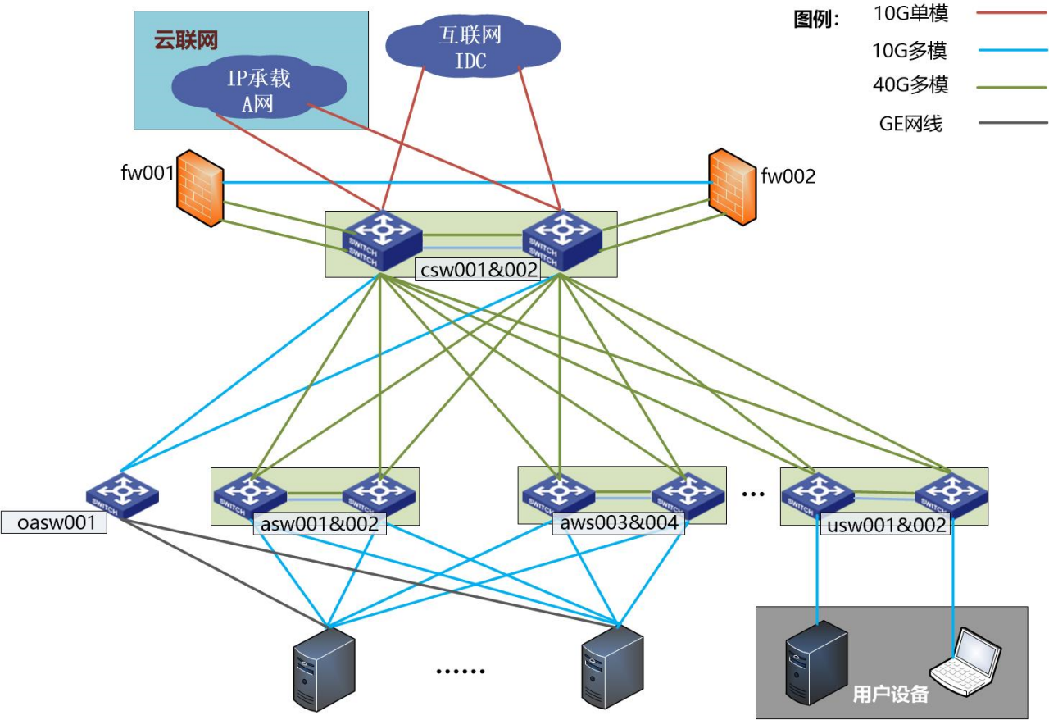 图例:
10G单模
10G多模
40G多模
GE网线
云联网
IP承载
A网
互联网
IDC
fw001
fw002
SWITCH
SWITCH
SWITCH
SWITCH
csw001&002
SWITCH
SWITCH
SWITCH
SWITCH
SWITCH
SWITCH
SWITCH
...
oasw001
asw001&002
aws003&004
usw001&002
......
用户设备